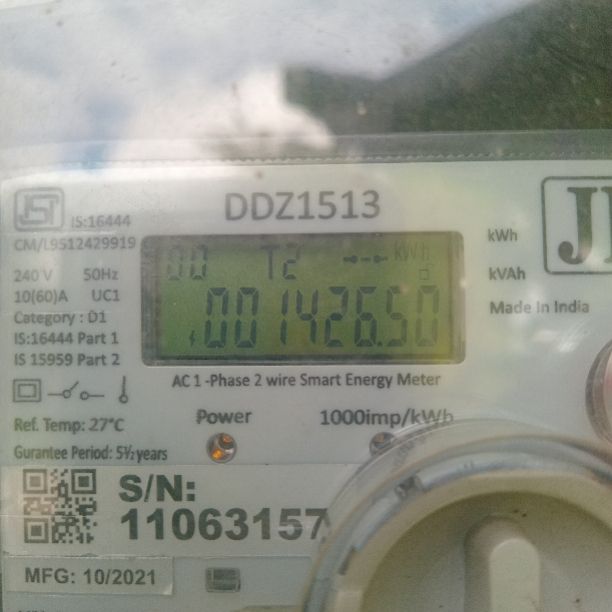 DDZ1513
IS:16444
CM/L9512429919
240 V 50Hz
10(60)A UC1
Category : D1
IS:16444 Part 1
IS 15959 Part 2
00 T2 kWh
001426.50
kWh
kVAh
Made In India
AC 1 -Phase 2 wire Smart Energy Meter
Ref. Temp: 27°C
Power 1000imp/kWh
Gurantee Period: 5½ years
S/N:
11063157
MFG: 10/2021